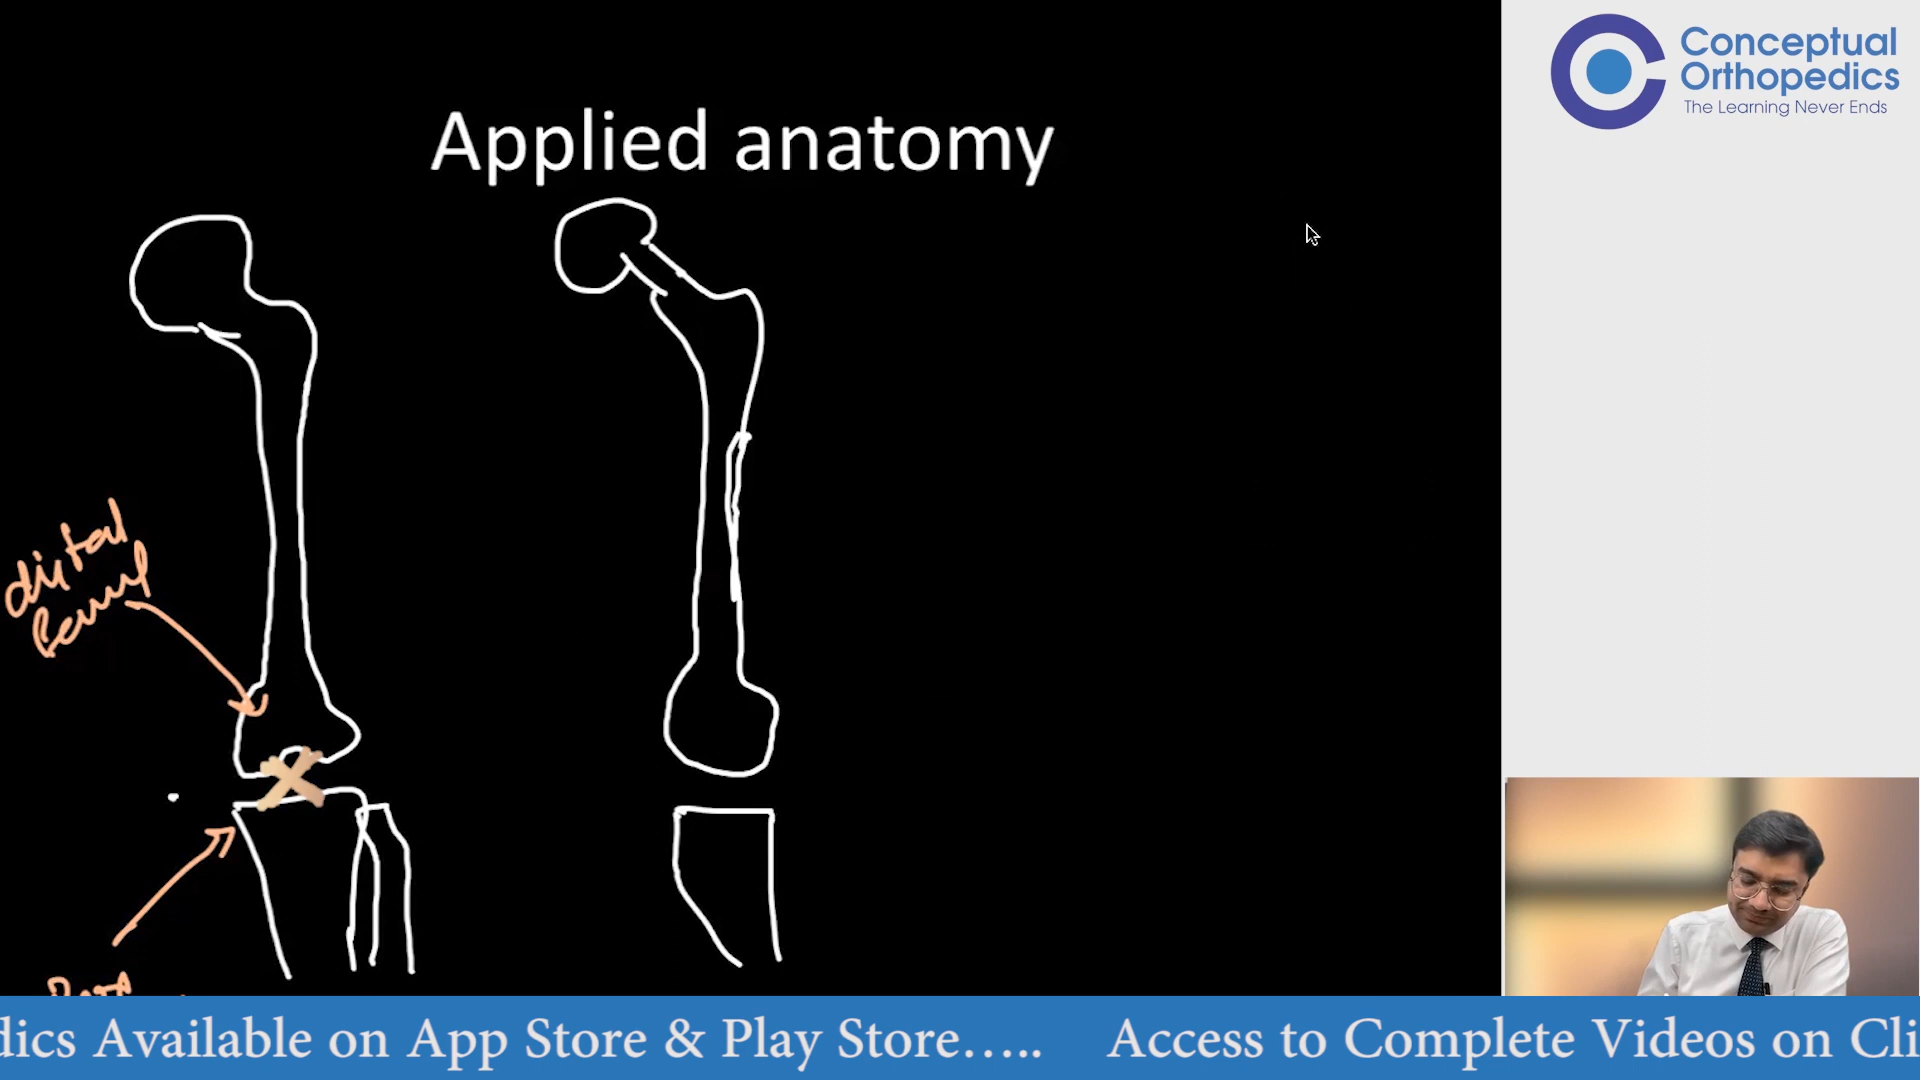 Conceptual
Orthopedics
The Learning Never Ends
Applied anatomy
distal
femur
dics Available on App Store & Play Store..... Access to Complete Videos on Cli